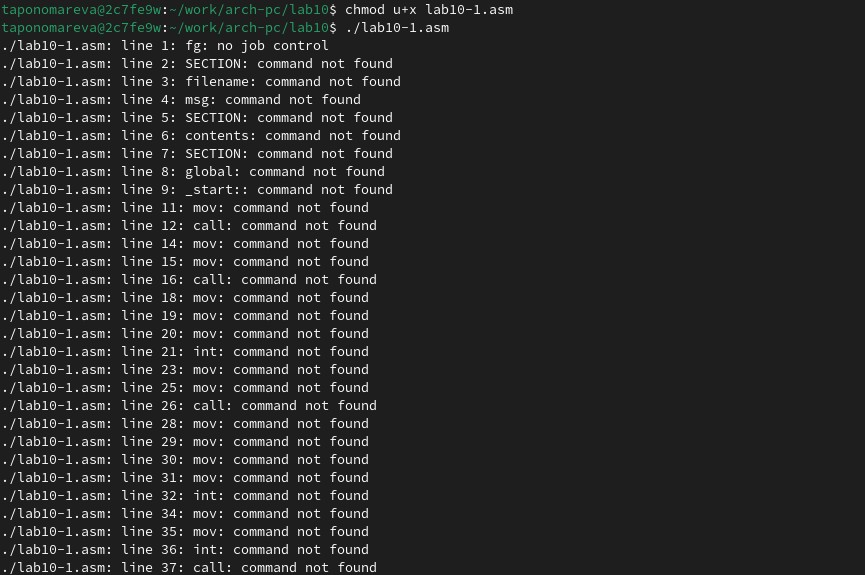 taponomareva@2c7fe9w:~/work/arch-pc/lab10$ chmod u+x lab10-1.asm
taponomareva@2c7fe9w:~/work/arch-pc/lab10$ ./lab10-1.asm
./lab10-1.asm: line 1: fg: no job control
./lab10-1.asm: line 2: SECTION: command not found
./lab10-1.asm: line 3: filename: command not found
./lab10-1.asm: line 4: msg: command not found
./lab10-1.asm: line 5: SECTION: command not found
./lab10-1.asm: line 6: contents: command not found
./lab10-1.asm: line 7: SECTION: command not found
./lab10-1.asm: line 8: global: command not found
./lab10-1.asm: line 9: _start:: command not found
./lab10-1.asm: line 11: mov: command not found
./lab10-1.asm: line 12: call: command not found
./lab10-1.asm: line 14: mov: command not found
./lab10-1.asm: line 15: mov: command not found
./lab10-1.asm: line 16: call: command not found
./lab10-1.asm: line 18: mov: command not found
./lab10-1.asm: line 19: mov: command not found
./lab10-1.asm: line 20: mov: command not found
./lab10-1.asm: line 21: int: command not found
./lab10-1.asm: line 23: mov: command not found
./lab10-1.asm: line 25: mov: command not found
./lab10-1.asm: line 26: call: command not found
./lab10-1.asm: line 28: mov: command not found
./lab10-1.asm: line 29: mov: command not found
./lab10-1.asm: line 30: mov: command not found
./lab10-1.asm: line 31: mov: command not found
./lab10-1.asm: line 32: int: command not found
./lab10-1.asm: line 34: mov: command not found
./lab10-1.asm: line 35: mov: command not found
./lab10-1.asm: line 36: int: command not found
./lab10-1.asm: line 37: call: command not found